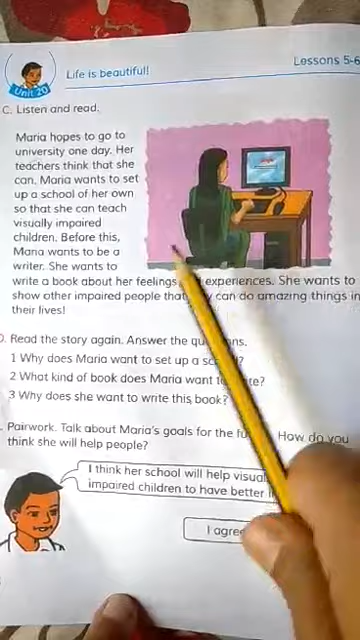 Life is beautiful!
Lessons 5-6
Unit 20
C. Listen and read.
Maria hopes to go to
university one day. Her
teachers think that she
can. Maria wants to set
up a school of her own
so that she can teach
visually impaired
children. Before this,
Maria wants to be a
writer. She wants to
write a book about her feelings experiences. She wants to
show other impaired people that can do amazing things in
their lives!
Read the story again. Answer the
1 Why does Maria want to set up a
2 What kind of book does Maria want
3 Why does she want to write this book?
Pairwork. Talk about Maria's goals for the How do you
think she will help people?
I think her school will help
impaired children to have better
I agree